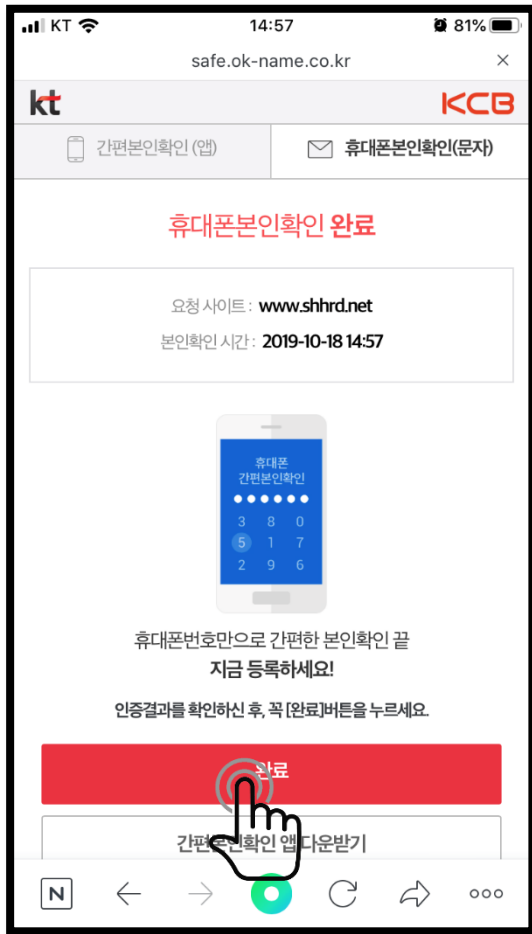 KT 14:57 81%
safe.ok-name.co.kr ×
kt KCB
간편본인확인 (앱) 휴대폰본인확인(문자)
휴대폰본인확인 완료
요청 사이트 : www.shhrd.net
본인확인 시간 : 2019-10-18 14:57
휴대폰
간편본인확인
3 8 0
5 1 7
2 9 6
휴대폰번호만으로 간편한 본인확인 끝
지금 등록하세요!
인증결과를 확인하신 후, 꼭 [완료]버튼을 누르세요.
완료
간편본인확인 앱 다운받기
N